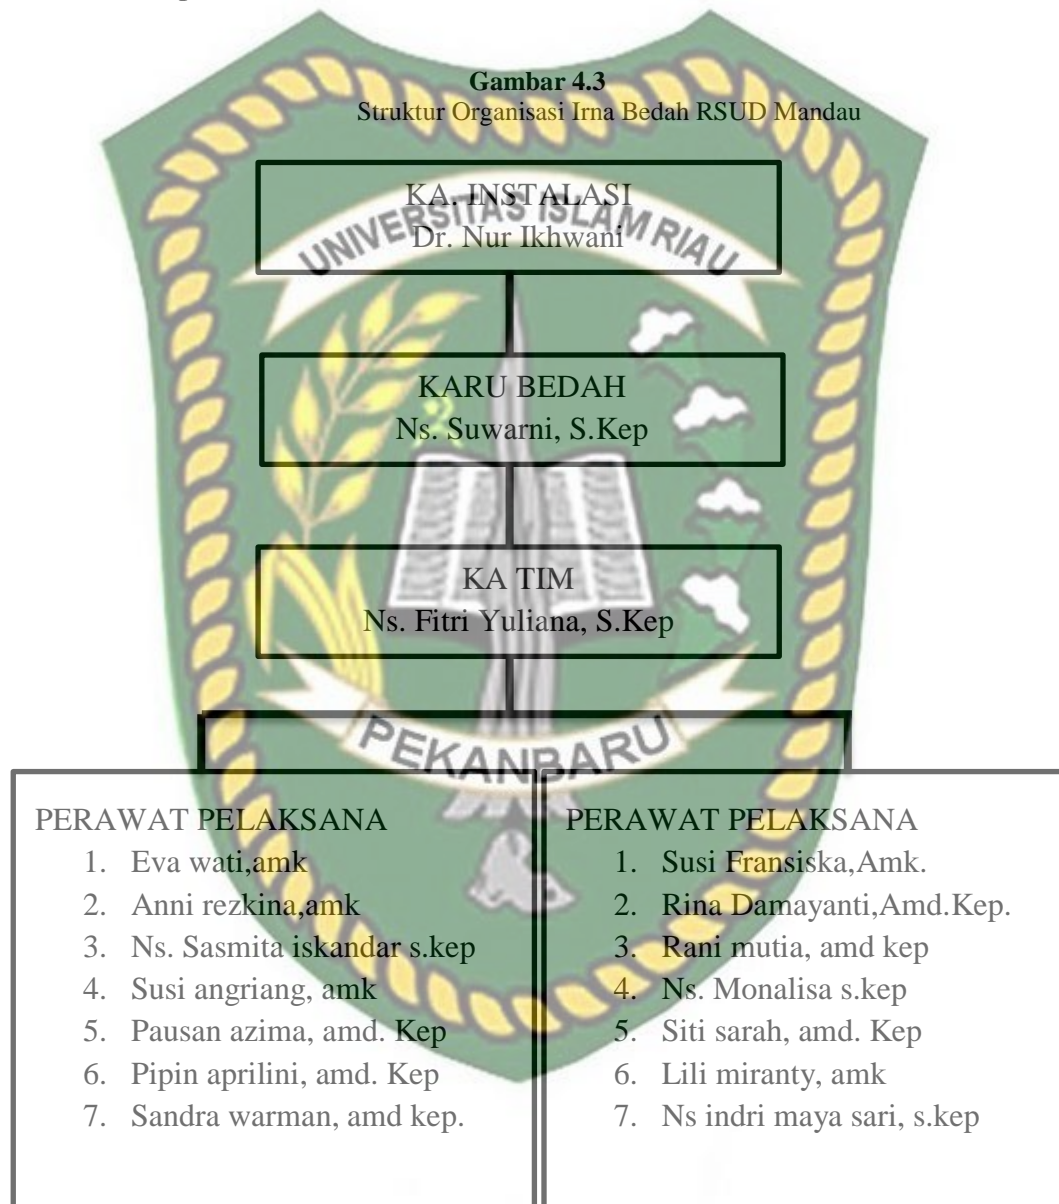 Gambar 4.3
Struktur Organisasi Irna Bedah RSUD Mandau
KA. INSTALASI
UNIVERSITAS ISLAM RIAU
Dr. Nur Ikhwani
KARU BEDAH
Ns. Suwarni, S.Kep
KA TIM
Ns. Fitri Yuliana, S.Kep
PEKANBARU
PERAWAT PELAKSANA
1. Eva wati,amk
2. Anni rezkina,amk
3. Ns. Sasmita iskandar s.kep
4. Susi angriang, amk
5. Pausan azima, amd. Kep
6. Pipin aprilini, amd. Kep
7. Sandra warman, amd kep.
PERAWAT PELAKSANA
1. Susi Fransiska,Amk.
2. Rina Damayanti,Amd.Kep.
3. Rani mutia, amd kep
4. Ns. Monalisa s.kep
5. Siti sarah, amd. Kep
6. Lili miranty, amk
7. Ns indri maya sari, s.kep